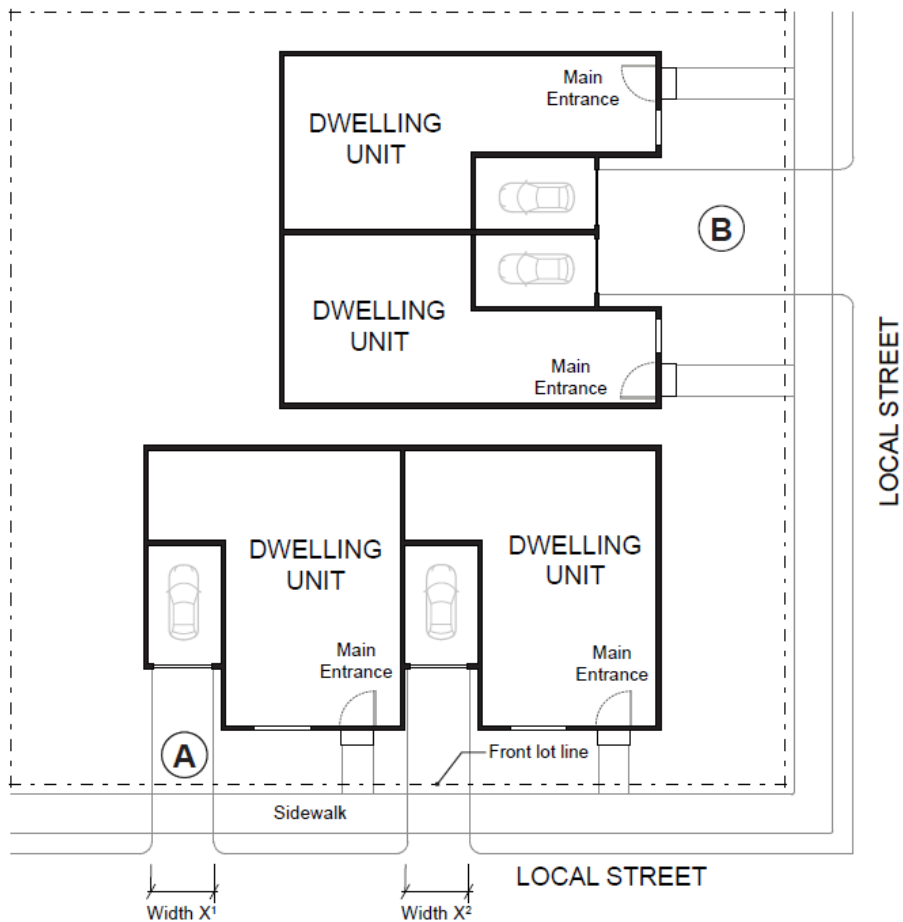 Main
Entrance
DWELLING
UNIT
B
DWELLING
UNIT
Main
Entrance
LOCAL STREET
DWELLING
UNIT
DWELLING
UNIT
Main
Entrance
Main
Entrance
A
Front lot line
Sidewalk
LOCAL STREET
Width X¹
Width X²